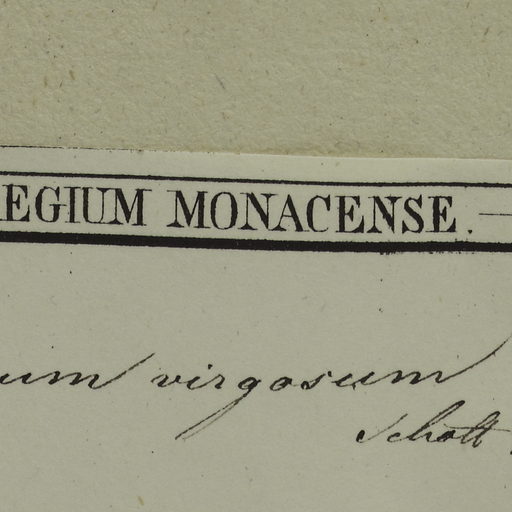 EGIUM MONACENSE.
um virgosum
Schott.